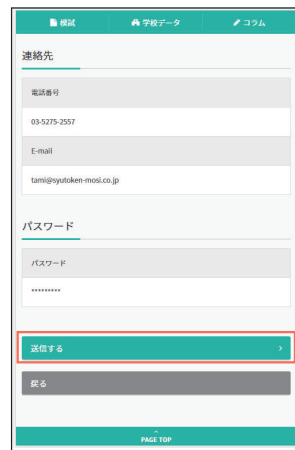 模試 学校データ コラム
連絡先
電話番号
03-5275-2557
E-mail
tami@syutoken-mosi.co.jp
パスワード
パスワード
*********
送信する
戻る
PAGE TOP